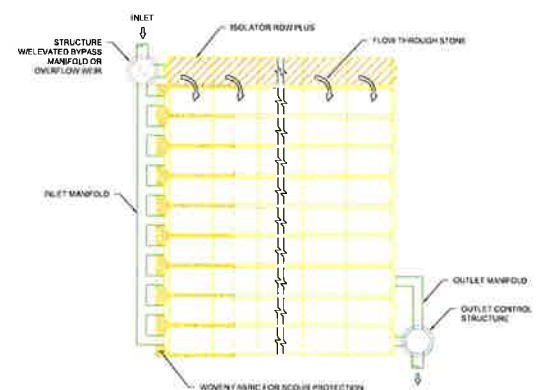 INLET
STRUCTURE
W/ELEVATED BYPASS
MANIFOLD OR
OVERFLOW WEIR
ISOLATOR ROW PLUS
FLOW THROUGH STONE
INLET MANIFOLD
OUTLET MANIFOLD
OUTLET CONTROL
STRUCTURE
WOVEN FABRIC FOR SCOUR PROTECTION